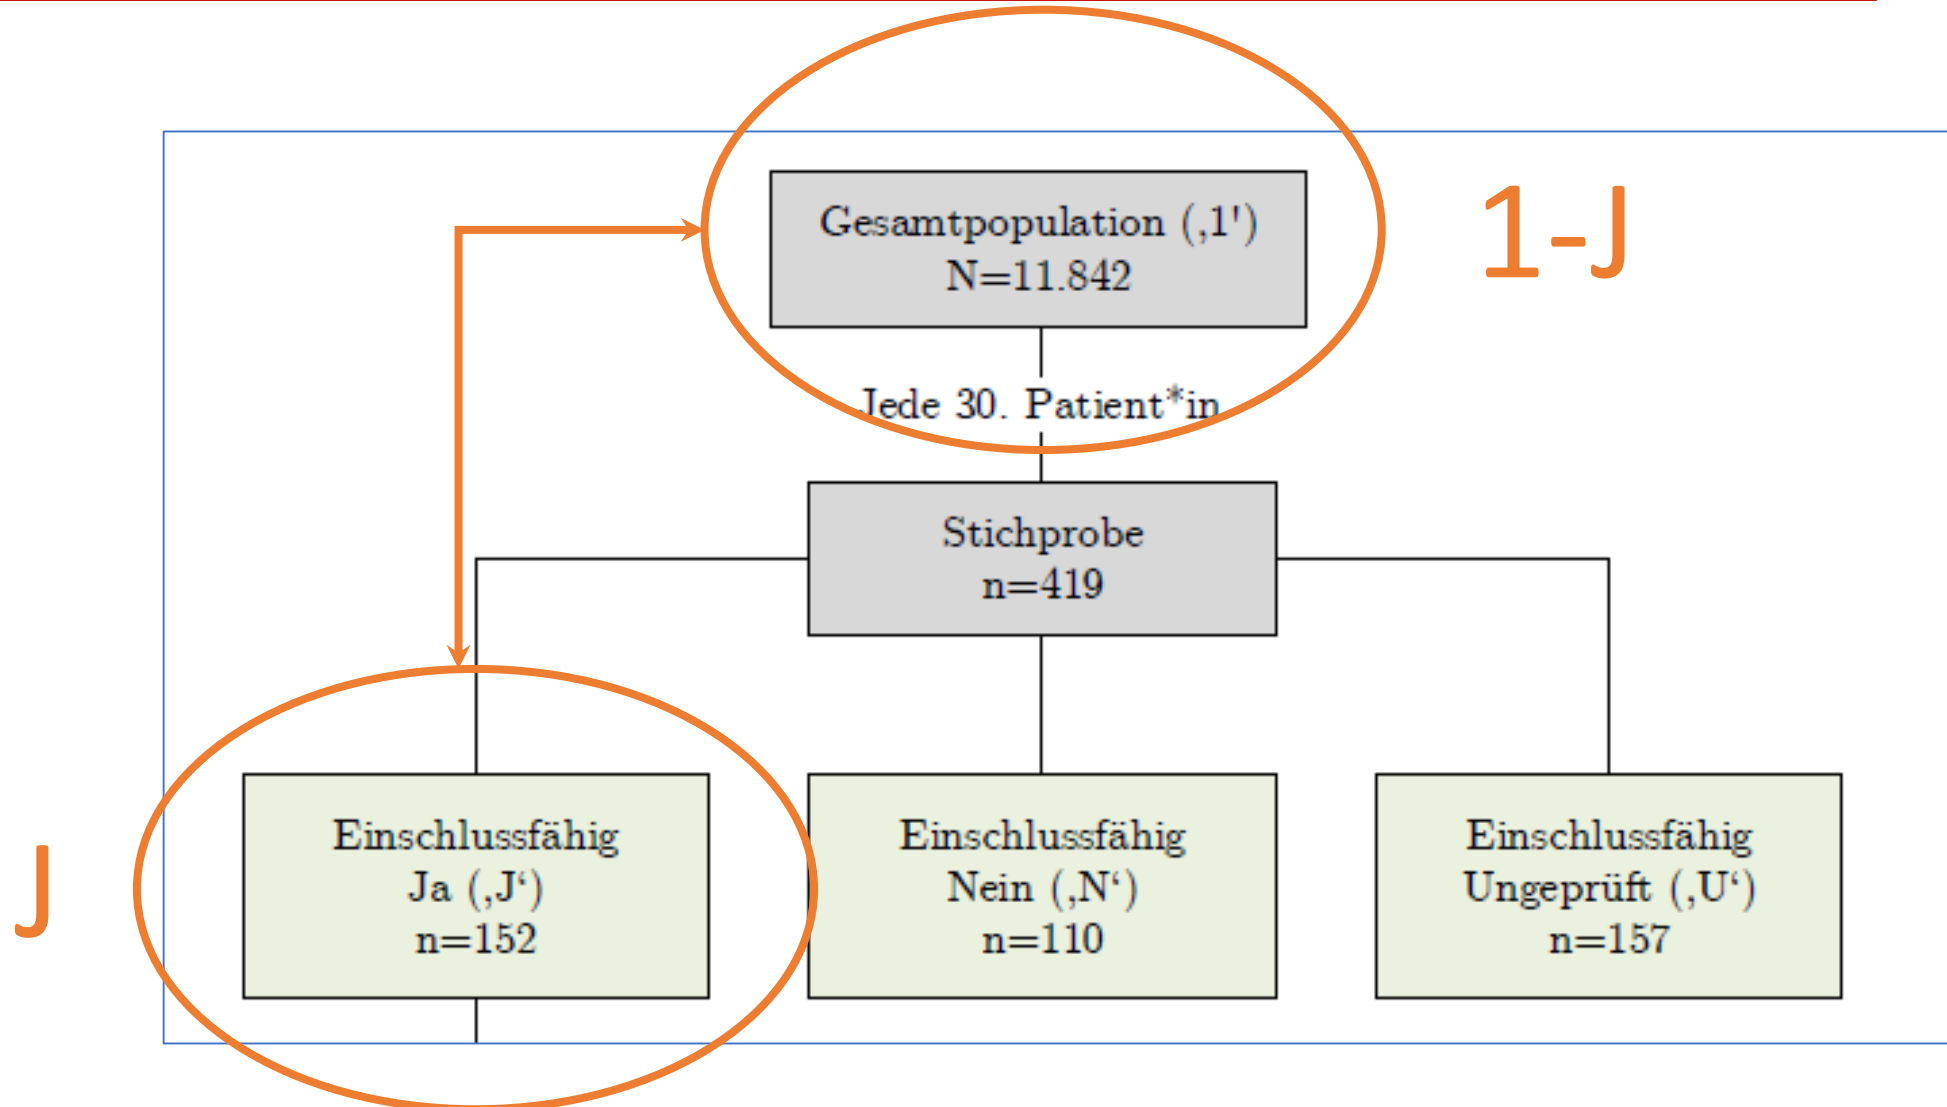 Gesamtpopulation (‚1')
N=11.842
1-J
Jede 30. Patient*in
Stichprobe
n=419
J
Einschlussfähig
Ja (‚J‘)
n=152
Einschlussfähig
Nein (‚N‘)
n=110
Einschlussfähig
Ungeprüft (‚U‘)
n=157